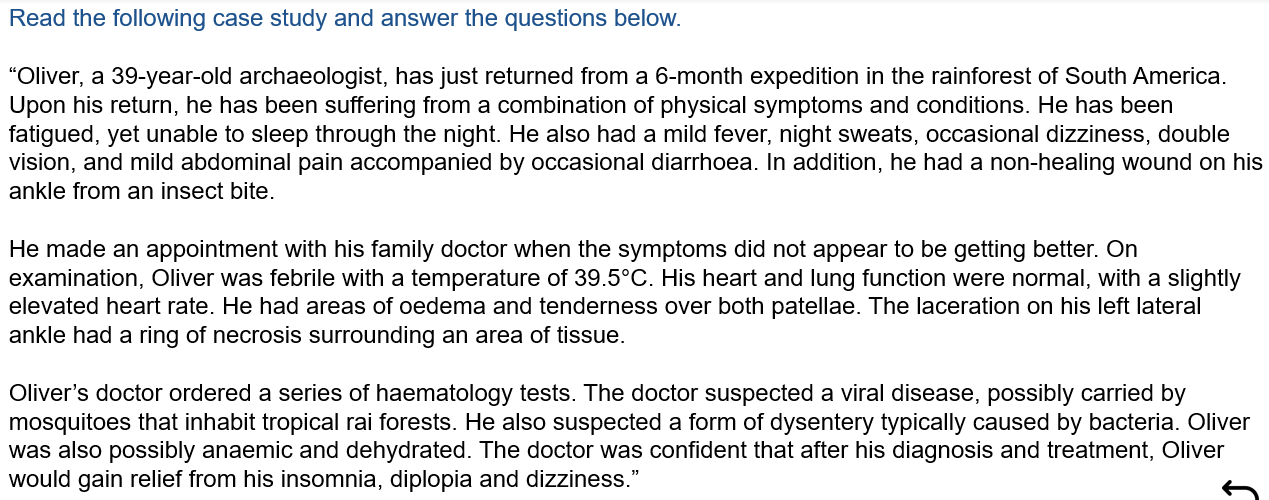 Read the following case study and answer the questions below.
“Oliver, a 39-year-old archaeologist, has just returned from a 6-month expedition in the rainforest of South America.
Upon his return, he has been suffering from a combination of physical symptoms and conditions. He has been
fatigued, yet unable to sleep through the night. He also had a mild fever, night sweats, occasional dizziness, double
vision, and mild abdominal pain accompanied by occasional diarrhoea. In addition, he had a non-healing wound on his
ankle from an insect bite.
He made an appointment with his family doctor when the symptoms did not appear to be getting better. On
examination, Oliver was febrile with a temperature of 39.5°C. His heart and lung function were normal, with a slightly
elevated heart rate. He had areas of oedema and tenderness over both patellae. The laceration on his left lateral
ankle had a ring of necrosis surrounding an area of tissue.
Oliver’s doctor ordered a series of haematology tests. The doctor suspected a viral disease, possibly carried by
mosquitoes that inhabit tropical rai forests. He also suspected a form of dysentery typically caused by bacteria. Oliver
was also possibly anaemic and dehydrated. The doctor was confident that after his diagnosis and treatment, Oliver
would gain relief from his insomnia, diplopia and dizziness.”